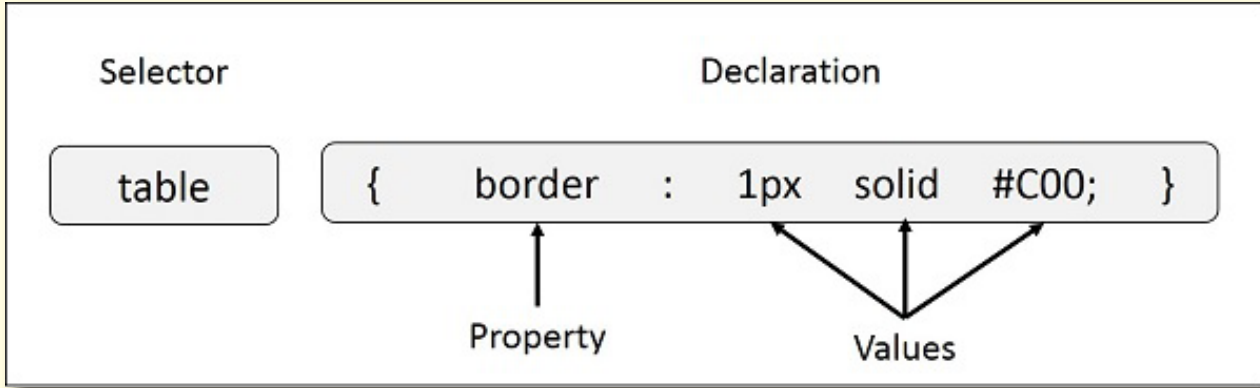 Selector Declaration
table { border : 1px solid #C00; }
Property Values